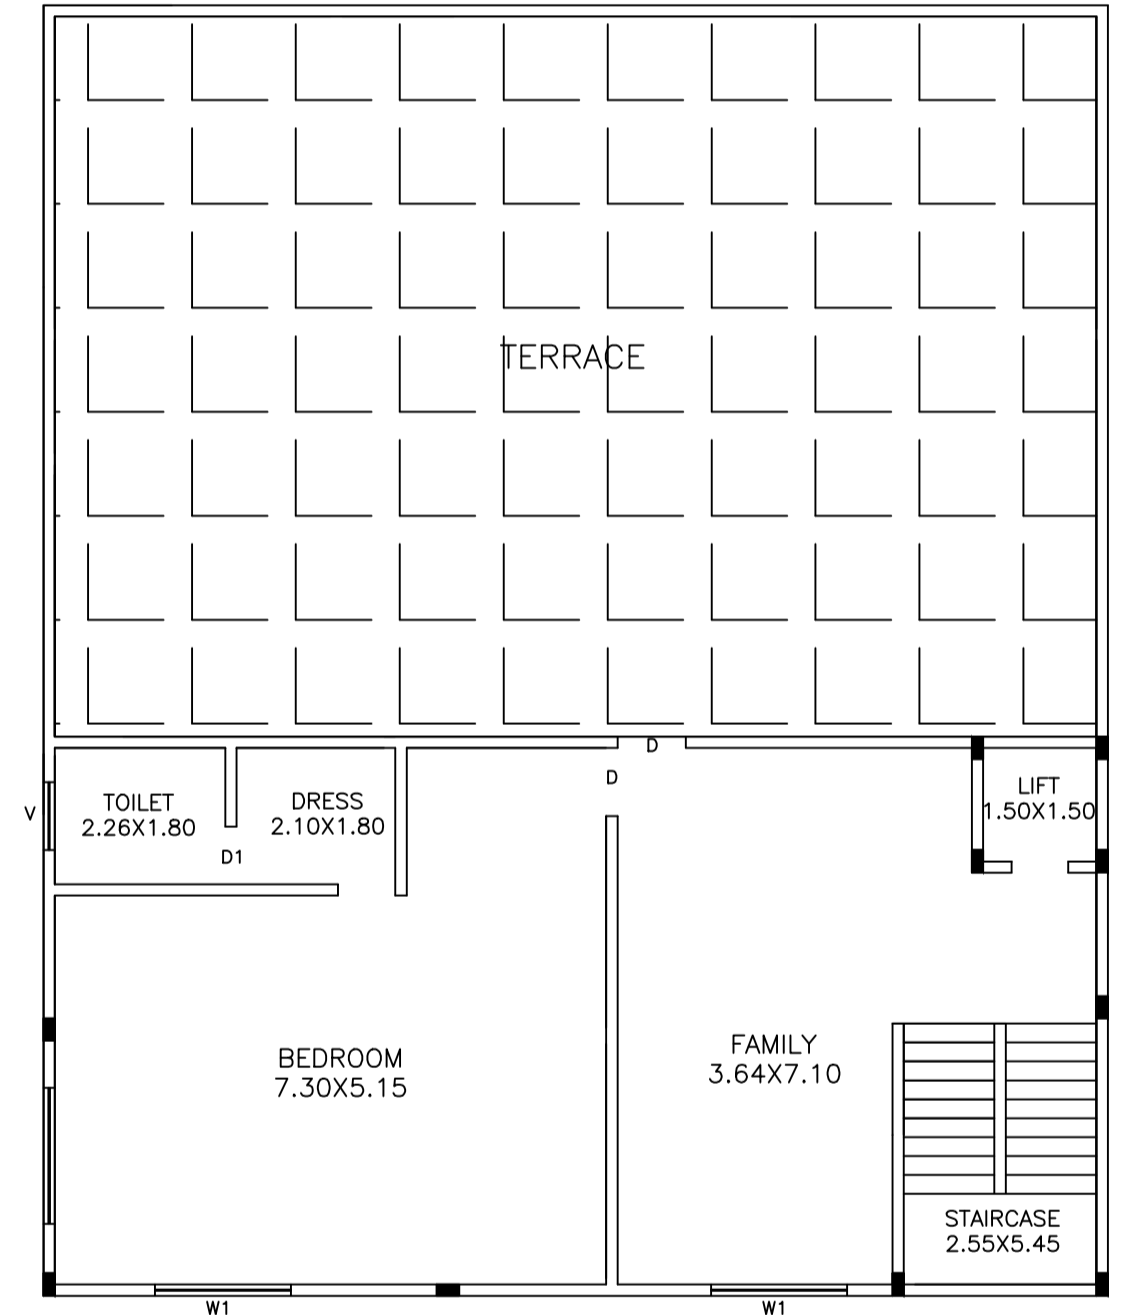 TERRACE
D
D
V
TOILET
2.26X1.80
DRESS
2.10X1.80
D1
LIFT
1.50X1.50
BEDROOM
7.30X5.15
FAMILY
3.64X7.10
STAIRCASE
2.55X5.45
W1
W1